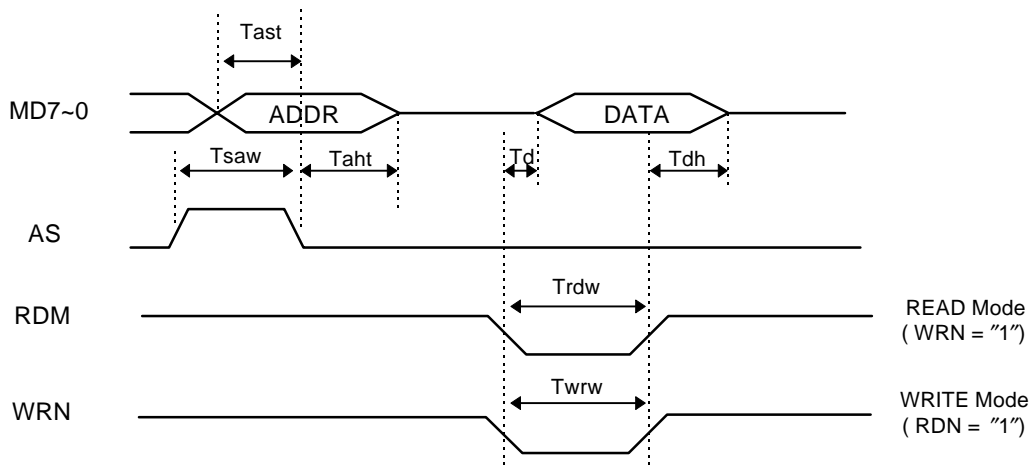 Tast
MD7~0
ADDR
DATA
Tsaw
Taht
Td
Tdh
AS
RDM
Trdw
READ Mode
( WRN = ″1″)
WRN
Twrw
WRITE Mode
( RDN = ″1″)